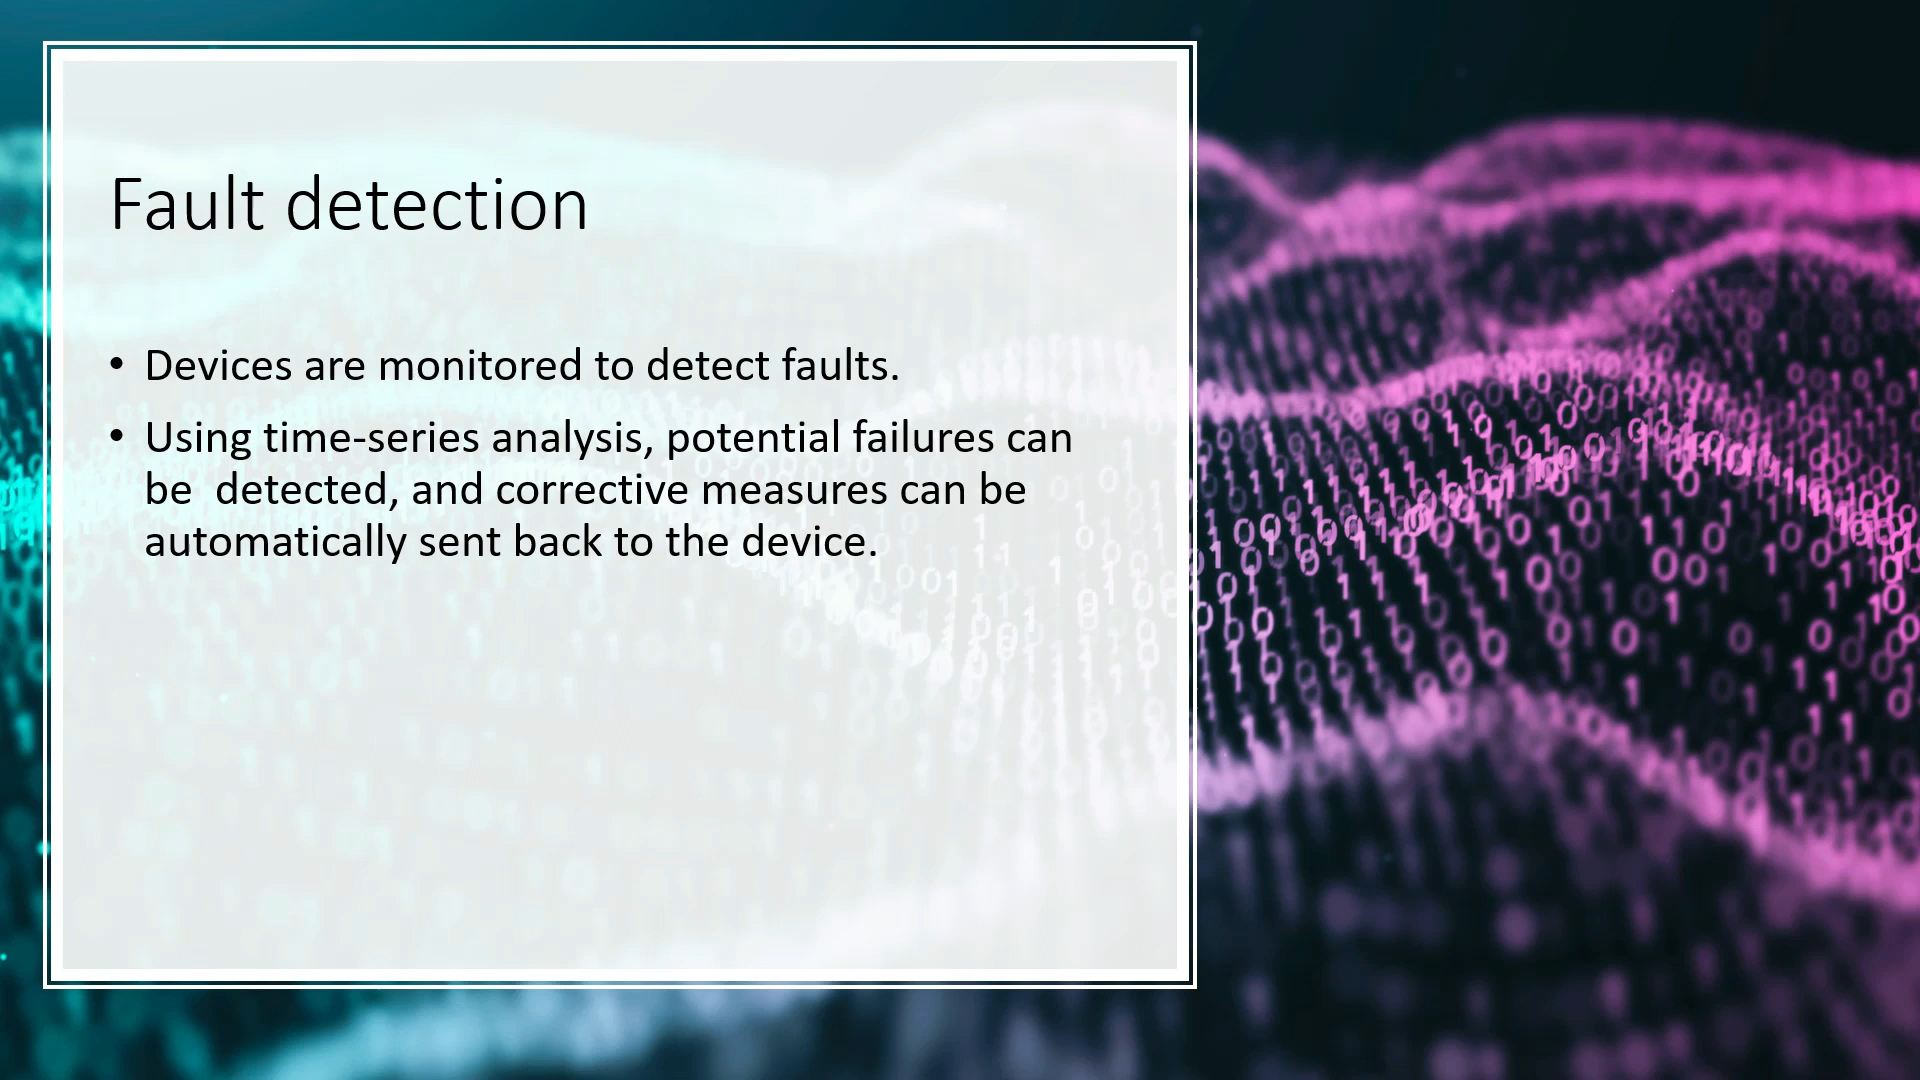 Fault detection
• Devices are monitored to detect faults.
• Using time-series analysis, potential failures can
be  detected, and corrective measures can be
automatically sent back to the device.